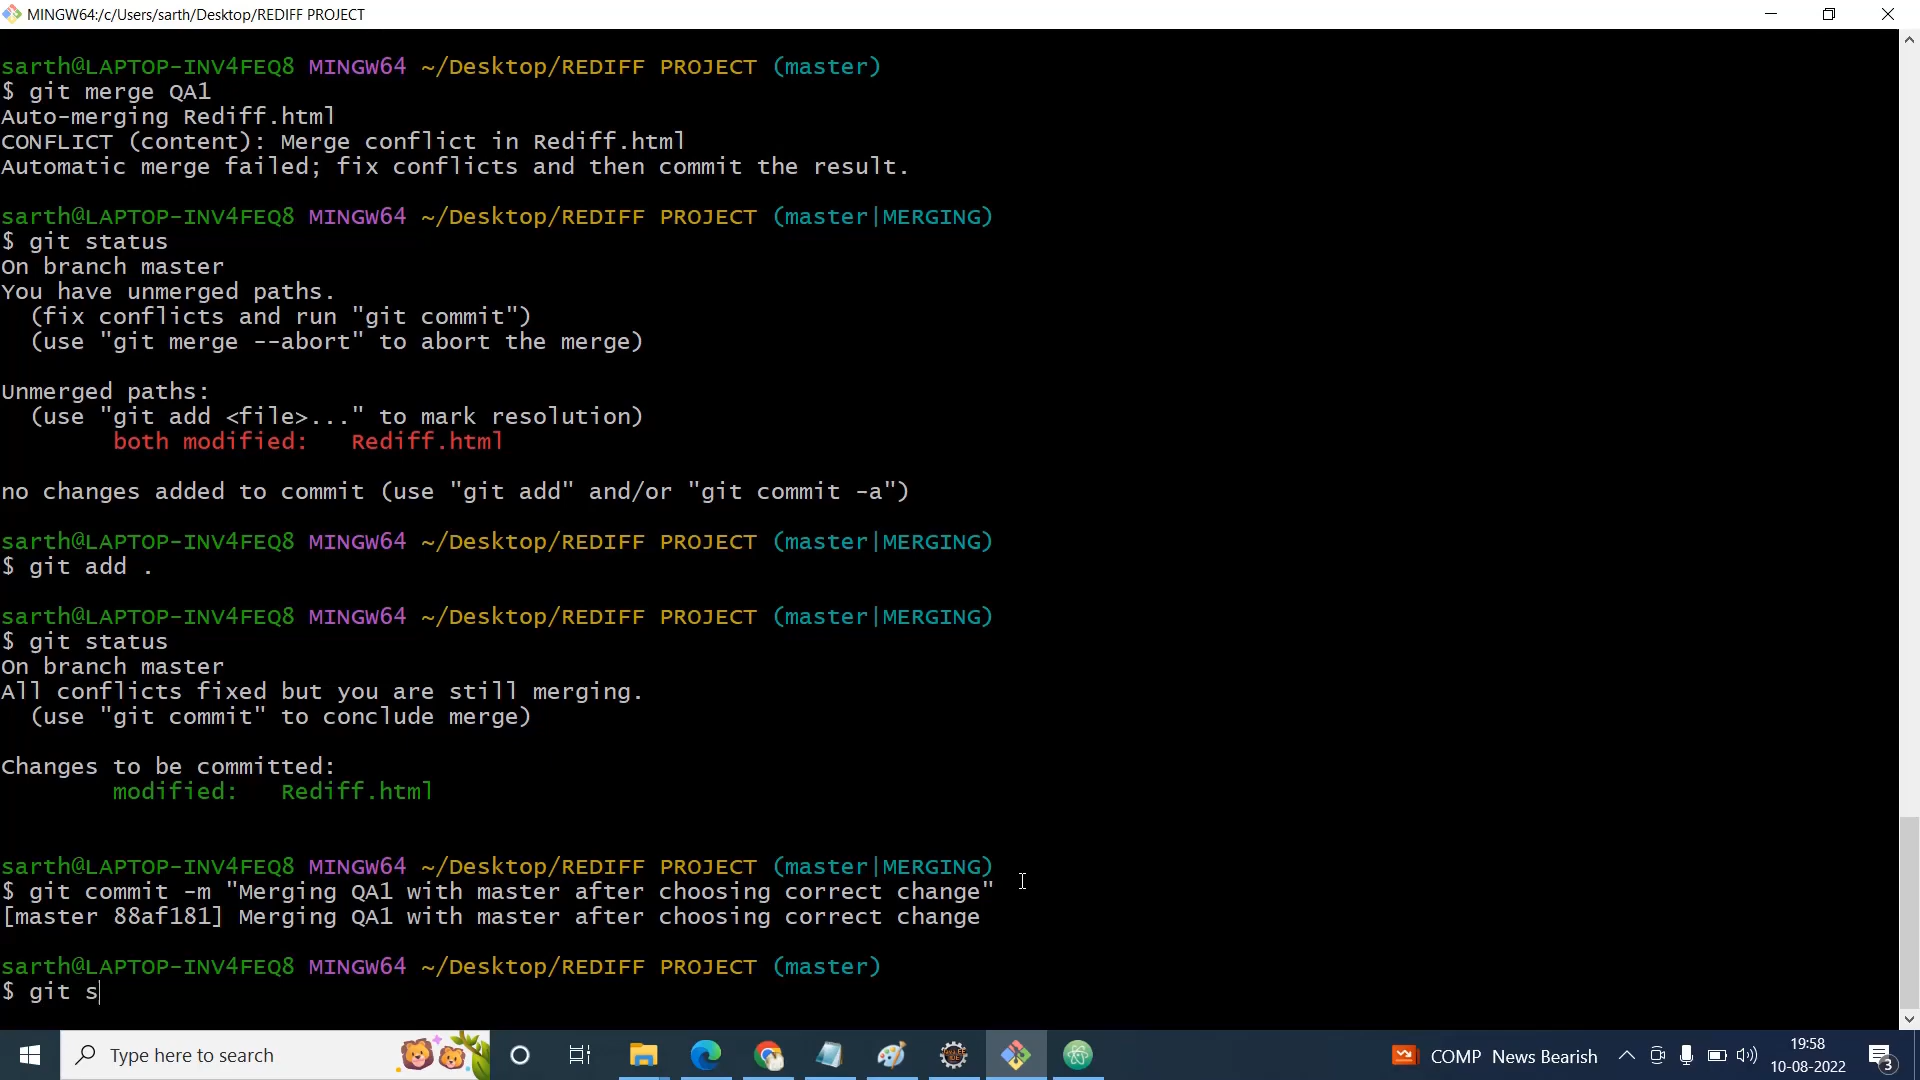 MINGW64:/c/Users/sarth/Desktop/REDIFF PROJECT
sarth@LAPTOP-INV4FEQ8 MINGW64 ~/Desktop/REDIFF PROJECT (master)
$ git merge QA1
Auto-merging Rediff.html
CONFLICT (content): Merge conflict in Rediff.html
Automatic merge failed; fix conflicts and then commit the result.
sarth@LAPTOP-INV4FEQ8 MINGW64 ~/Desktop/REDIFF PROJECT (master|MERGING)
$ git status
On branch master
You have unmerged paths.
  (fix conflicts and run "git commit")
  (use "git merge --abort" to abort the merge)
Unmerged paths:
  (use "git add <file>..." to mark resolution)
        both modified:   Rediff.html
no changes added to commit (use "git add" and/or "git commit -a")
sarth@LAPTOP-INV4FEQ8 MINGW64 ~/Desktop/REDIFF PROJECT (master|MERGING)
$ git add .
sarth@LAPTOP-INV4FEQ8 MINGW64 ~/Desktop/REDIFF PROJECT (master|MERGING)
$ git status
On branch master
All conflicts fixed but you are still merging.
  (use "git commit" to conclude merge)
Changes to be committed:
        modified:   Rediff.html
sarth@LAPTOP-INV4FEQ8 MINGW64 ~/Desktop/REDIFF PROJECT (master|MERGING)
$ git commit -m "Merging QA1 with master after choosing correct change"
[master 88af181] Merging QA1 with master after choosing correct change
sarth@LAPTOP-INV4FEQ8 MINGW64 ~/Desktop/REDIFF PROJECT (master)
$ git s
Type here to search
COMP News Bearish
19:58
10-08-2022
3